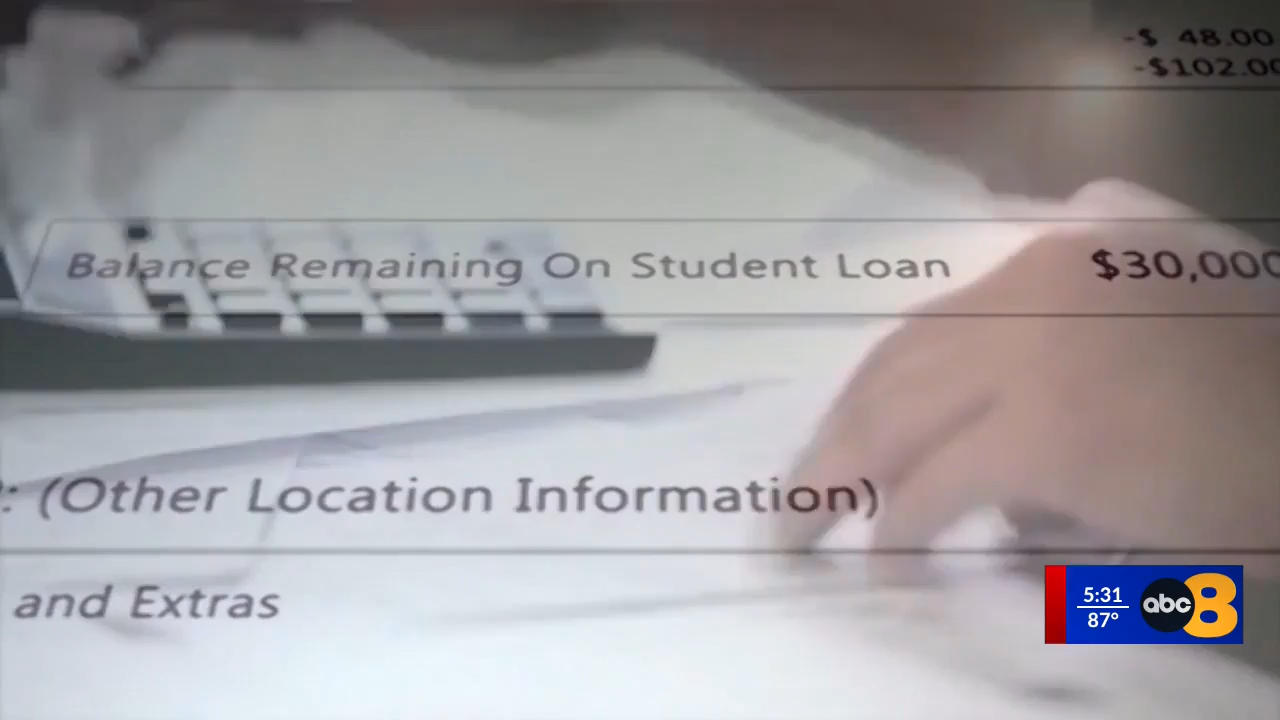 -$ 48.00
-$102.00
Balance Remaining On Student Loan $30,000
: (Other Location Information)
and Extras
5:31
87°
abc 8